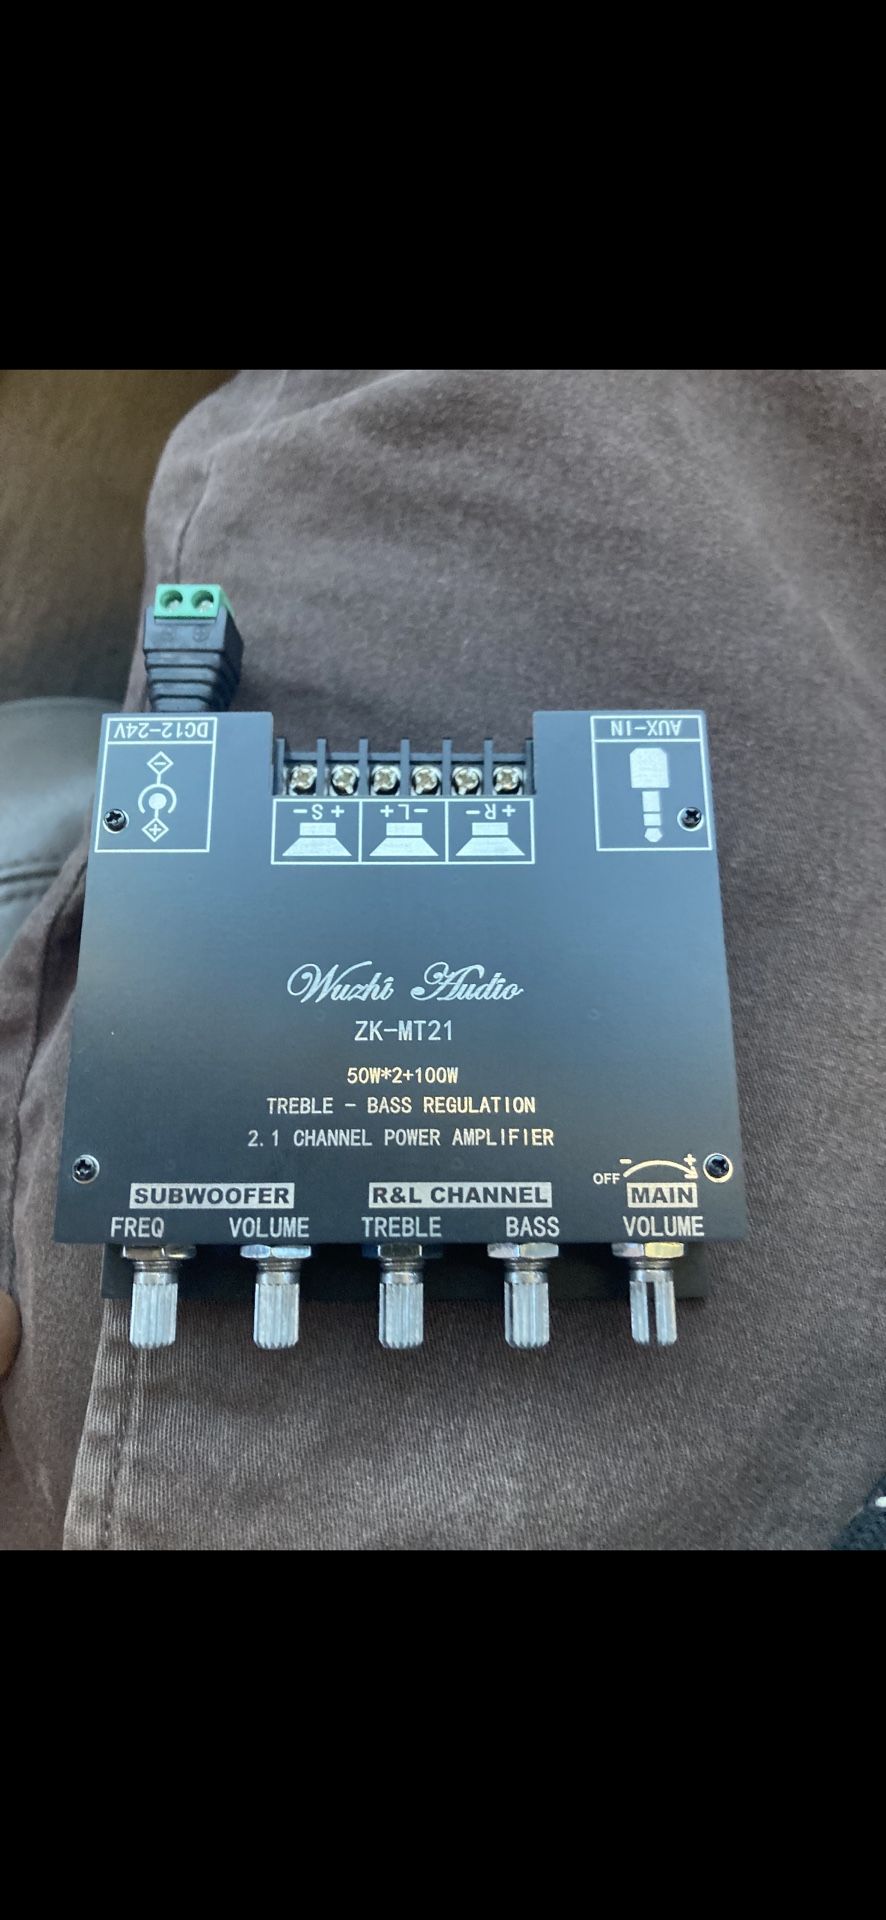 DC12-24V
AUX-IN
+ S -
- L +
+ R -
Wuzhi Audio
ZK-MT21
50W*2+100W
TREBLE - BASS REGULATION
2.1 CHANNEL POWER AMPLIFIER
OFF - +
SUBWOOFER R&L CHANNEL MAIN
FREQ VOLUME TREBLE BASS VOLUME